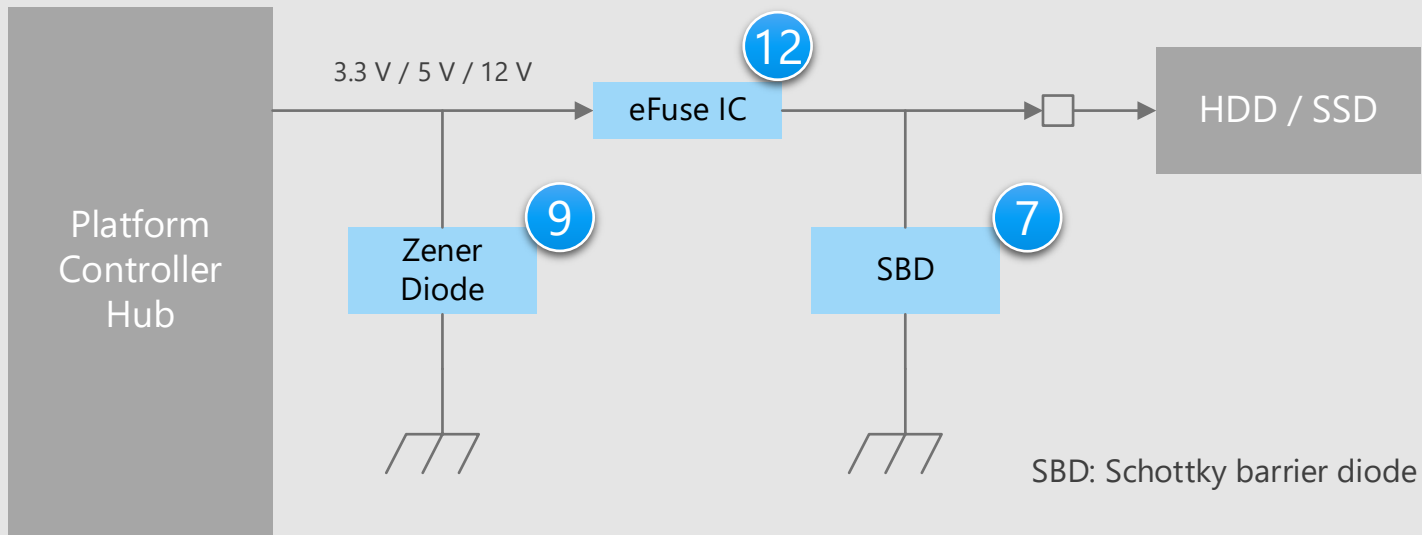 12
3.3 V / 5 V / 12 V
eFuse IC
HDD / SSD
Platform
Controller
Hub
9
Zener
Diode
7
SBD
SBD: Schottky barrier diode